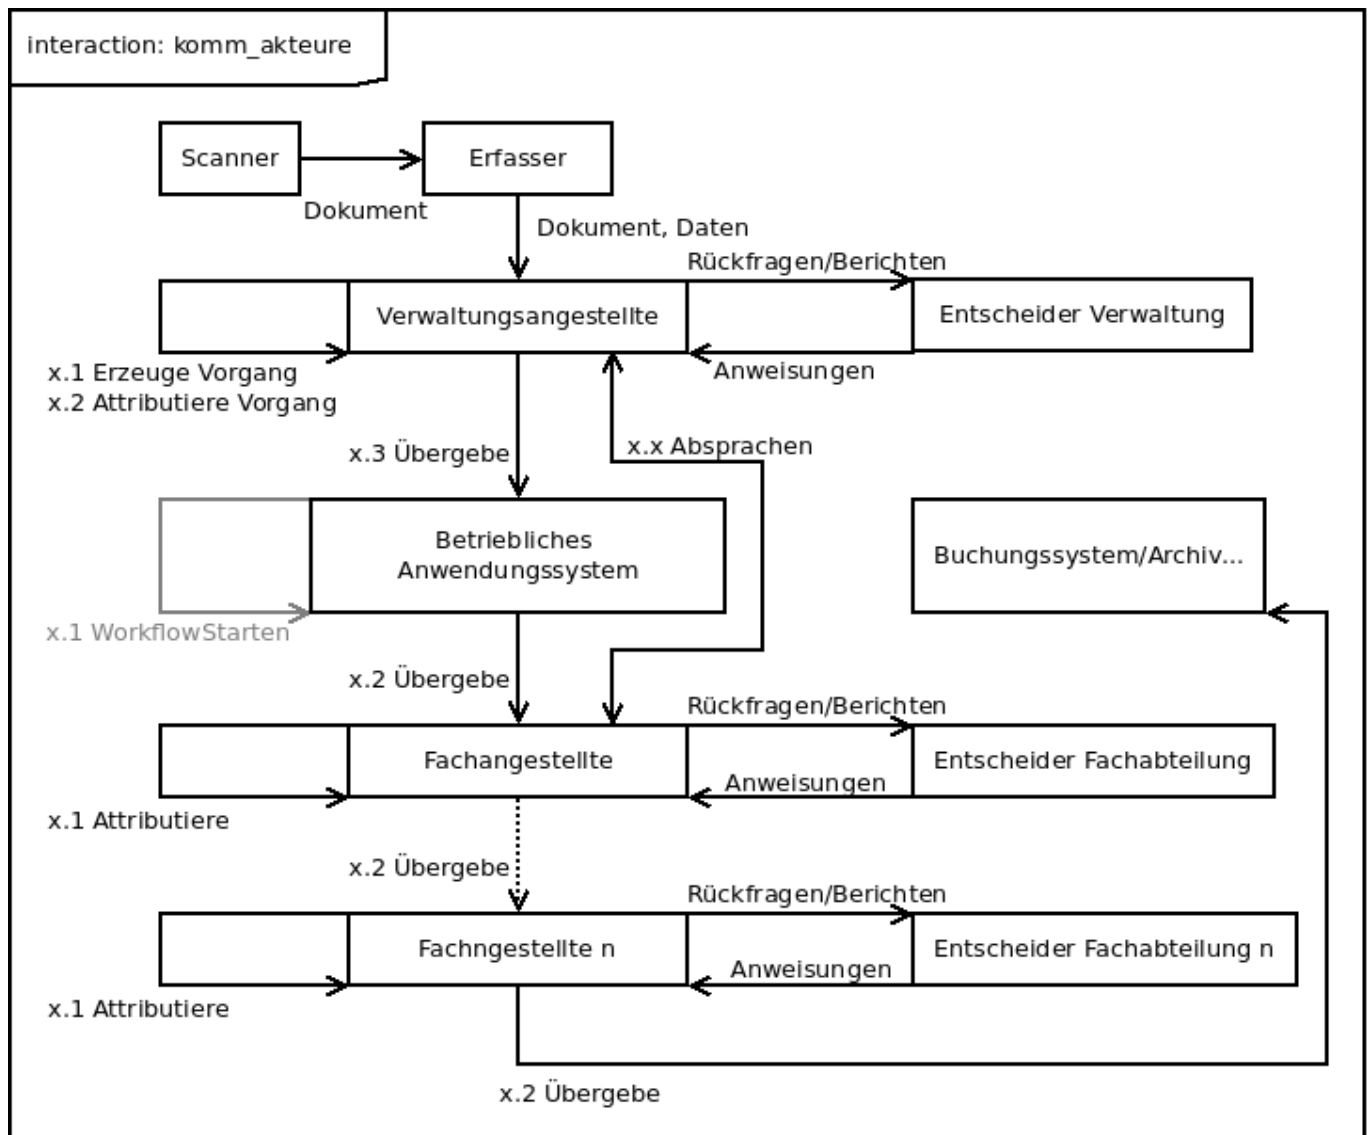 interaction: komm_akteure
Scanner
Erfasser
Dokument
Dokument, Daten
Rückfragen/Berichten
Verwaltungsangestellte
Entscheider Verwaltung
x.1 Erzeuge Vorgang
Anweisungen
x.2 Attributiere Vorgang
x.3 Übergebe
x.x Absprachen
Betriebliches
Anwendungssystem
Buchungssystem/Archiv...
x.1 WorkflowStarten
x.2 Übergebe
Rückfragen/Berichten
Fachangestellte
Entscheider Fachabteilung
Anweisungen
x.1 Attributiere
x.2 Übergebe
Rückfragen/Berichten
Fachngestellte n
Entscheider Fachabteilung n
Anweisungen
x.1 Attributiere
x.2 Übergebe